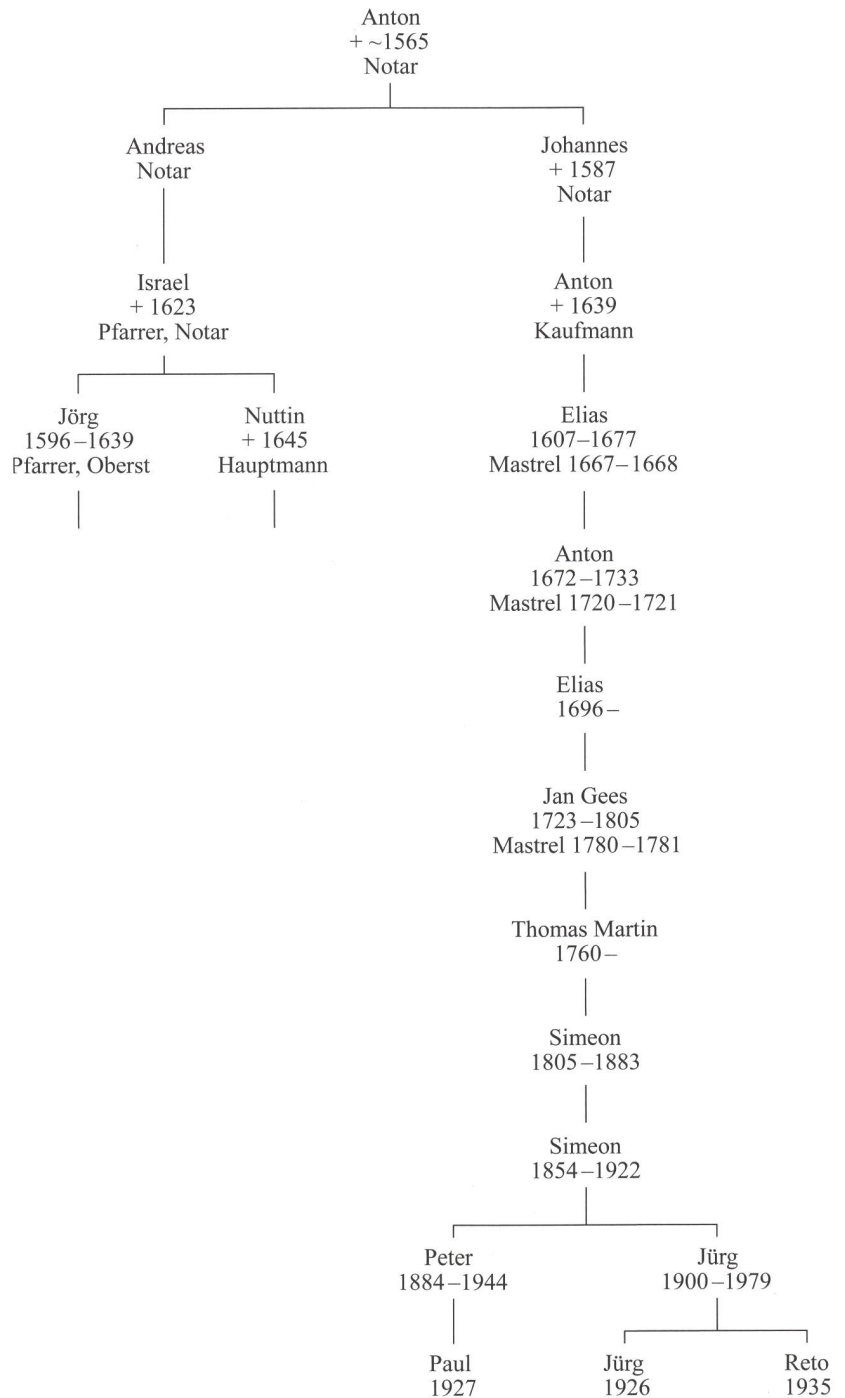 Anton
+ ~1565
Notar
Andreas
Notar
Johannes
+ 1587
Notar
Israel
+ 1623
Pfarrer, Notar
Anton
+ 1639
Kaufmann
Jörg
1596–1639
Pfarrer, Oberst
Nuttin
+ 1645
Hauptmann
Elias
1607–1677
Mastrel 1667–1668
Anton
1672–1733
Mastrel 1720–1721
Elias
1696–
Jan Gees
1723–1805
Mastrel 1780–1781
Thomas Martin
1760–
Simeon
1805–1883
Simeon
1854–1922
Peter
1884–1944
Jürg
1900–1979
Paul
1927
Jürg
1926
Reto
1935